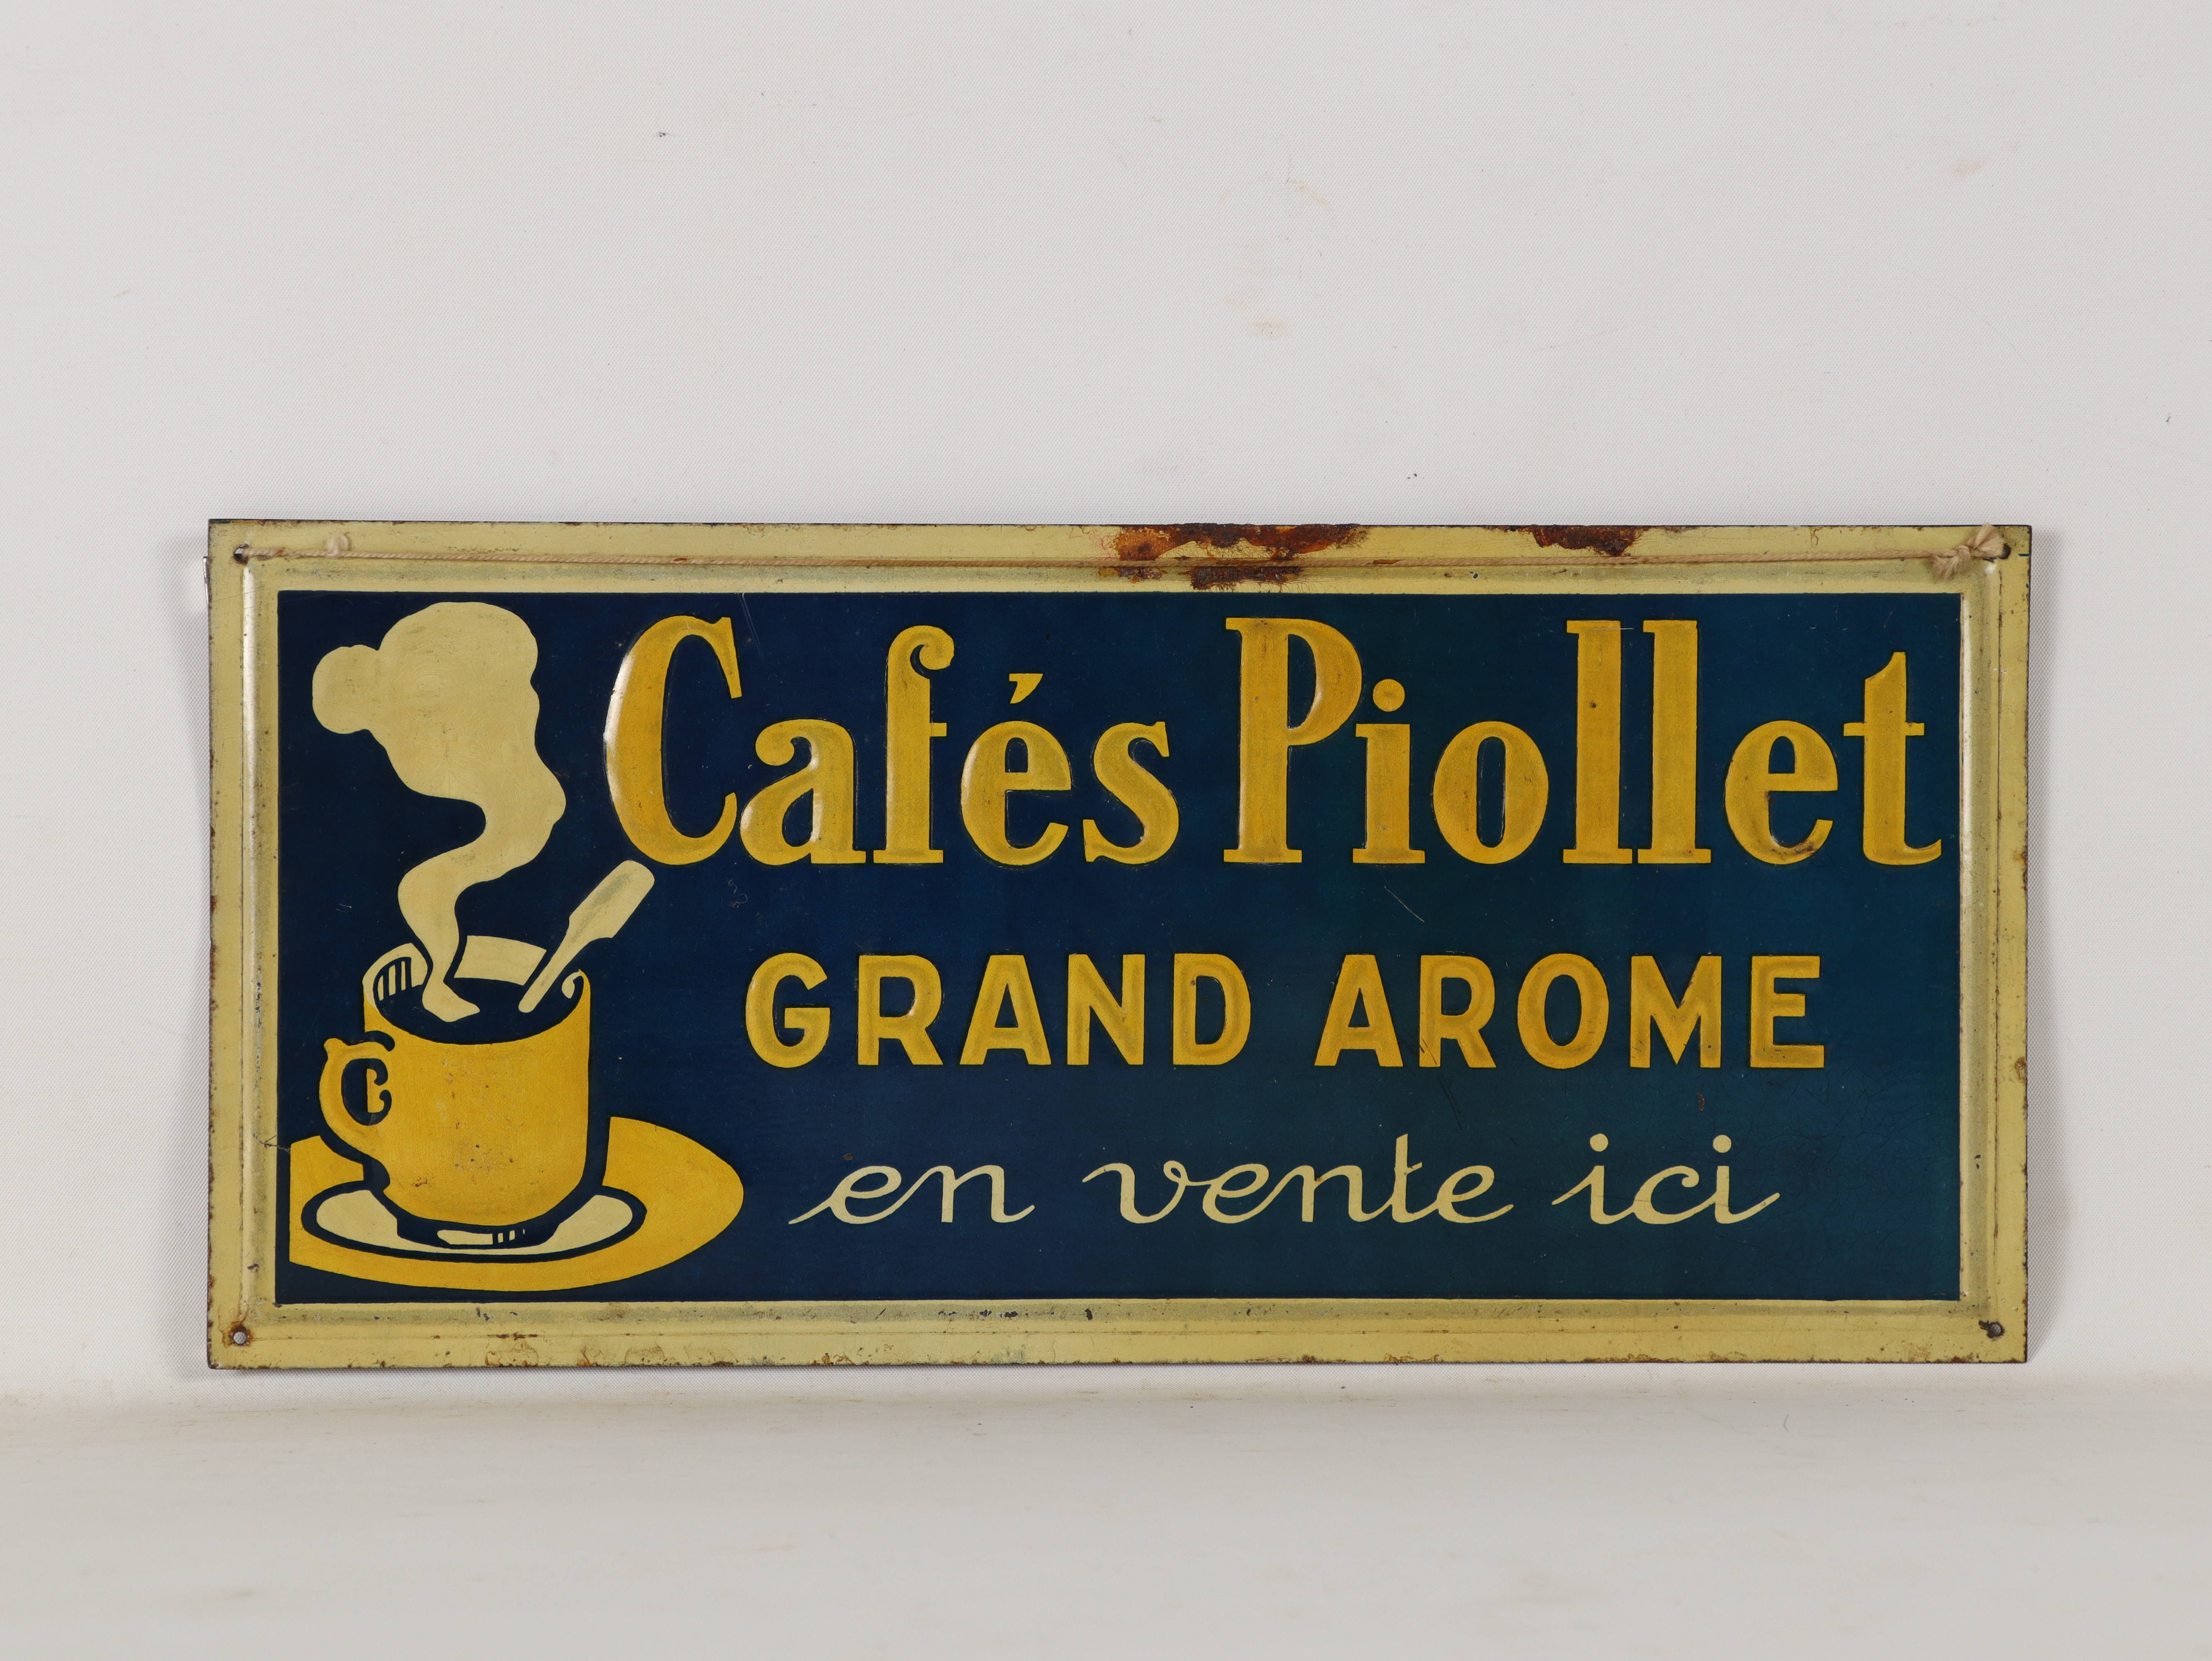 Cafés Piollet
GRAND AROME
en vente ici